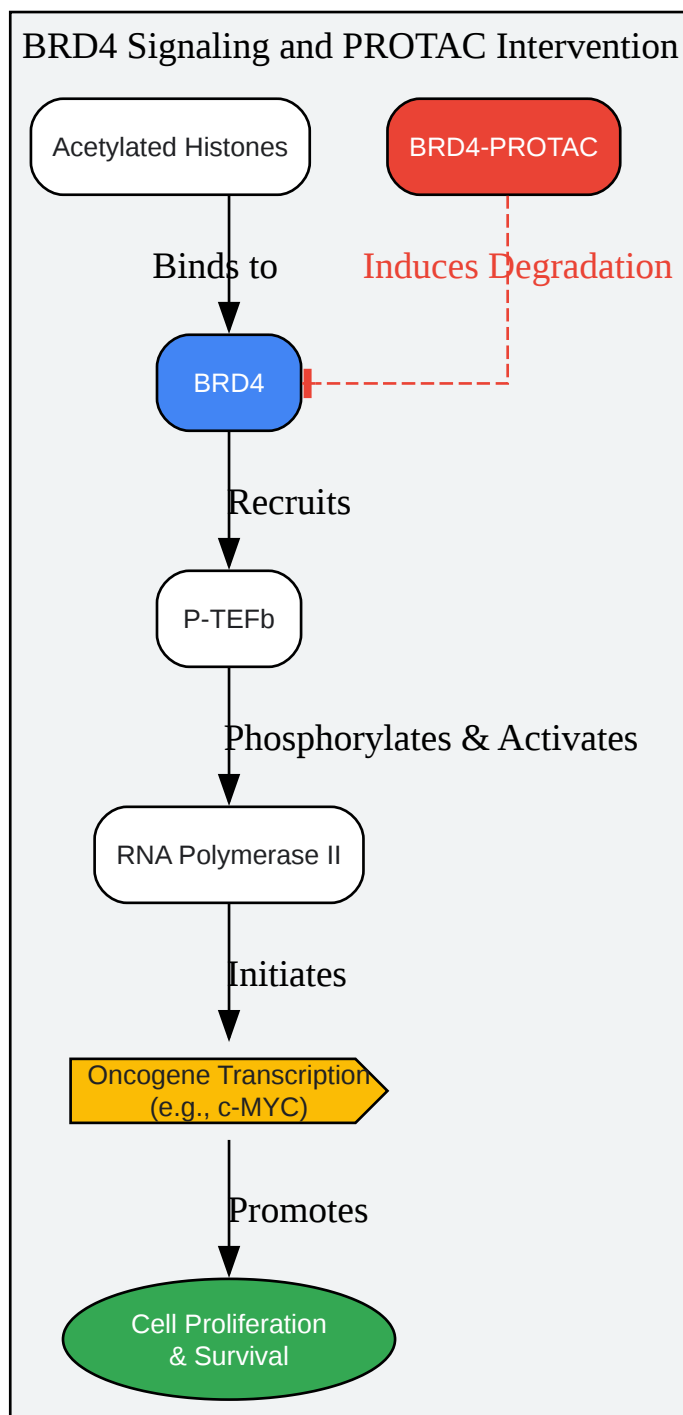 BRD4 Signaling and PROTAC Intervention
Acetylated Histones
BRD4-PROTAC
Binds to
Induces Degradation
BRD4
Recruits
P-TEFb
Phosphorylates & Activates
RNA Polymerase II
Initiates
Oncogene Transcription
(e.g., c-MYC)
Promotes
Cell Proliferation
& Survival